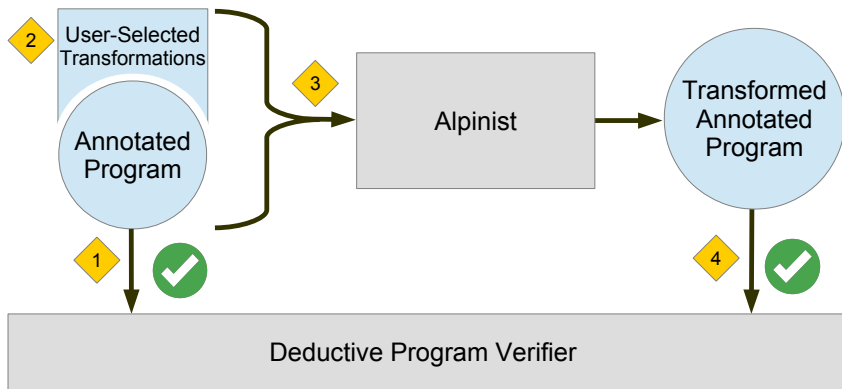 2
User-Selected
Transformations
Annotated
Program
3
Alpinist
Transformed
Annotated
Program
1
4
Deductive Program Verifier